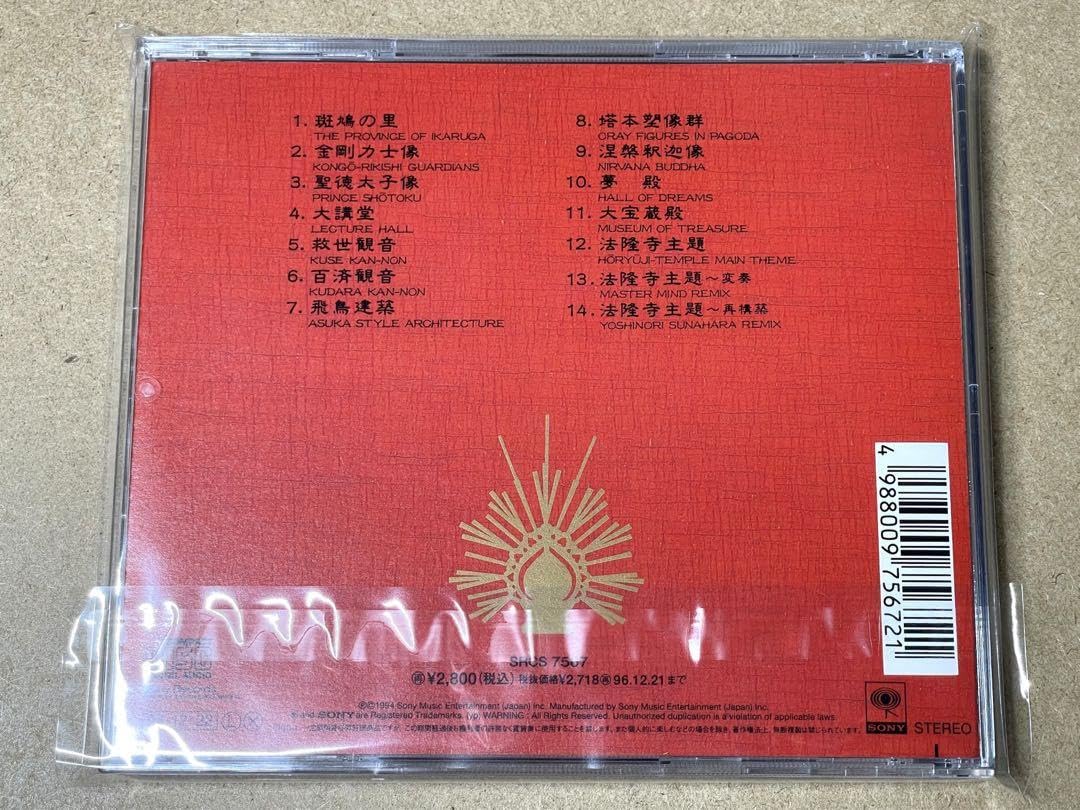 1. 斑鳩の里
THE PROVINCE OF IKARUGA
2. 金剛力士像
KONGŌ-RIKISHI GUARDIANS
3. 聖徳太子像
PRINCE SHŌTOKU
4. 大講堂
LECTURE HALL
5. 救世観音
KUSE KAN-NON
6. 百済観音
KUDARA KAN-NON
7. 飛鳥建築
ASUKA STYLE ARCHITECTURE
8. 塔本塑像群
CRAY FIGURES IN PAGODA
9. 涅槃釈迦像
NIRVANA BUDDHA
10. 夢 殿
HALL OF DREAMS
11. 大宝蔵殿
MUSEUM OF TREASURE
12. 法隆寺主題
HŌRYŪJI-TEMPLE MAIN THEME
13. 法隆寺主題〜変奏
MASTER MIND REMIX
14. 法隆寺主題〜再構築
YOSHINORI SUNAHARA REMIX
4 988009 756721
SRCS 7567
再¥2,800(税込) 税抜価格¥2,718 再 96.12.21まで
℗©1994 Sony Music Entertainment (Japan) Inc. Manufactured by Sony Music Entertainment (Japan) Inc.
and SONY are Registered Trademarks. (yp) WARNING : All Rights Reserved. Unauthorized duplication is a violation of applicable laws.
SONY
STEREO